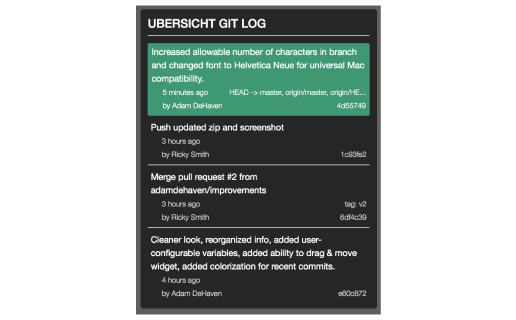 UBERSICHT GIT LOG
Increased allowable number of characters in branch
and changed font to Helvetica Neue for universal Mac
compatibility.
5 minutes ago HEAD -> master, origin/master, origin/HE...
by Adam DeHaven 4d55749
Push updated zip and screenshot
3 hours ago
by Ricky Smith 1c93fe2
Merge pull request #2 from
adamdehaven/improvements
3 hours ago tag: v2
by Ricky Smith 6df4c39
Cleaner look, reorganized info, added user-
configurable variables, added ability to drag & move
widget, added colorization for recent commits.
4 hours ago
by Adam DeHaven e60c872